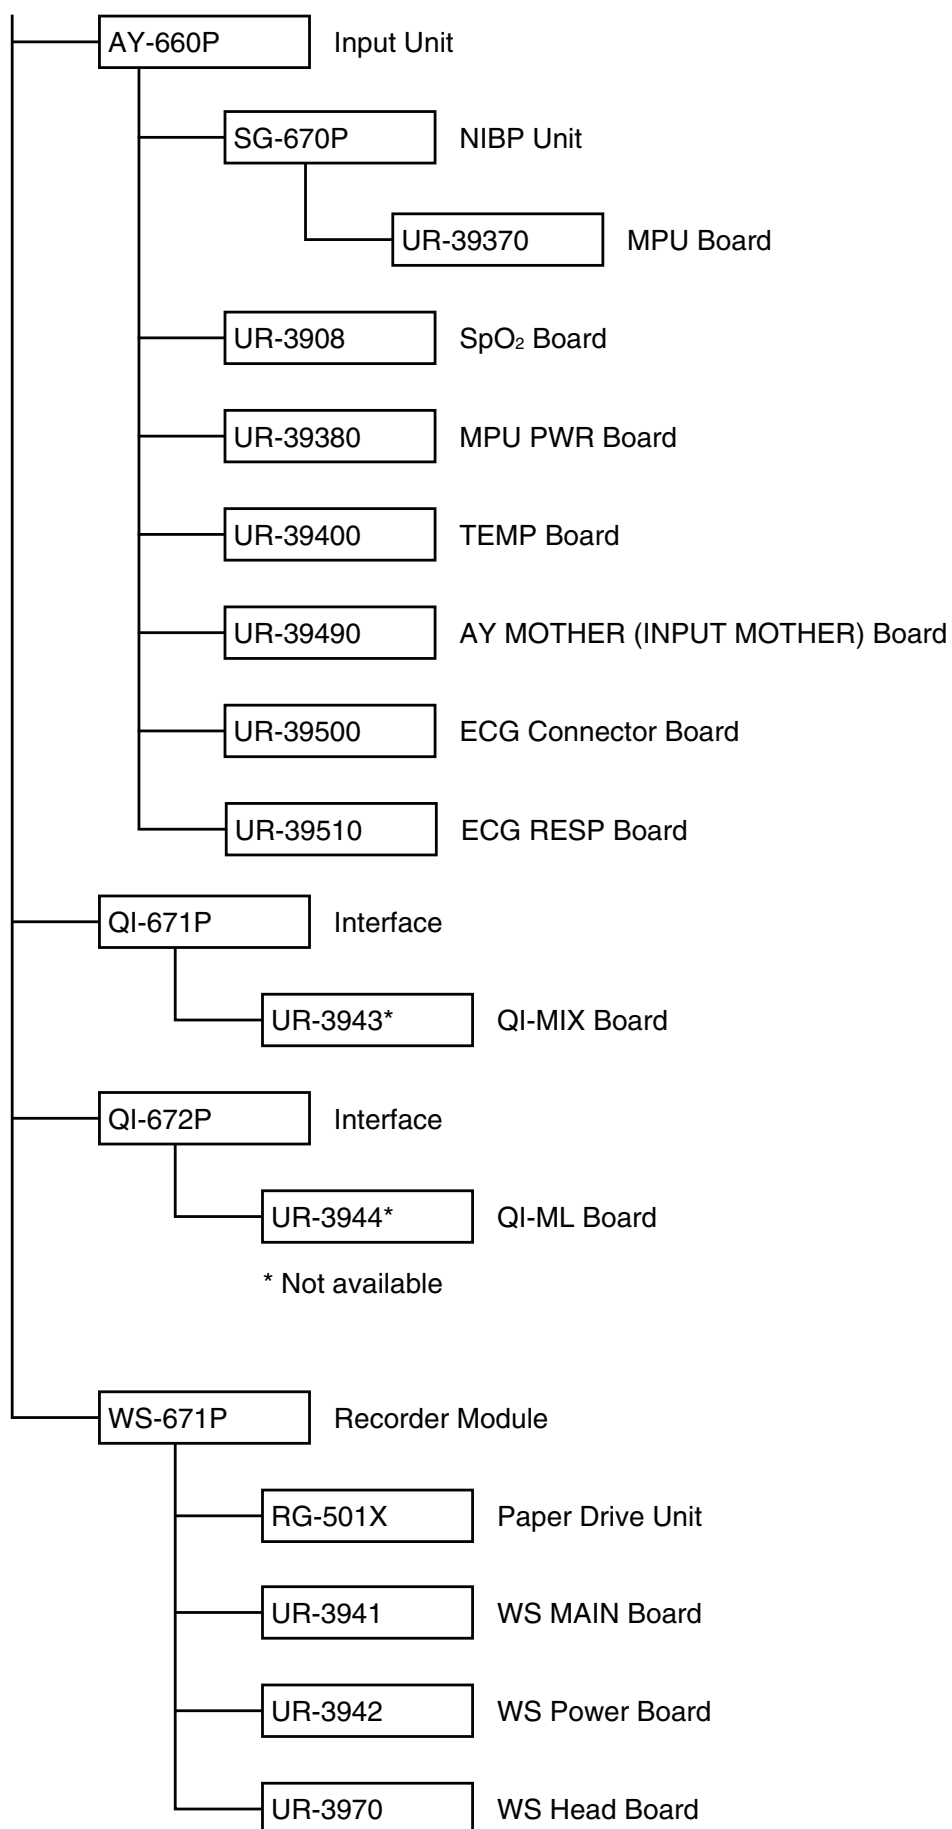 AY-660P Input Unit
SG-670P NIBP Unit
UR-39370 MPU Board
UR-3908 SpO₂ Board
UR-39380 MPU PWR Board
UR-39400 TEMP Board
UR-39490 AY MOTHER (INPUT MOTHER) Board
UR-39500 ECG Connector Board
UR-39510 ECG RESP Board
QI-671P Interface
UR-3943* QI-MIX Board
QI-672P Interface
UR-3944* QI-ML Board
* Not available
WS-671P Recorder Module
RG-501X Paper Drive Unit
UR-3941 WS MAIN Board
UR-3942 WS Power Board
UR-3970 WS Head Board